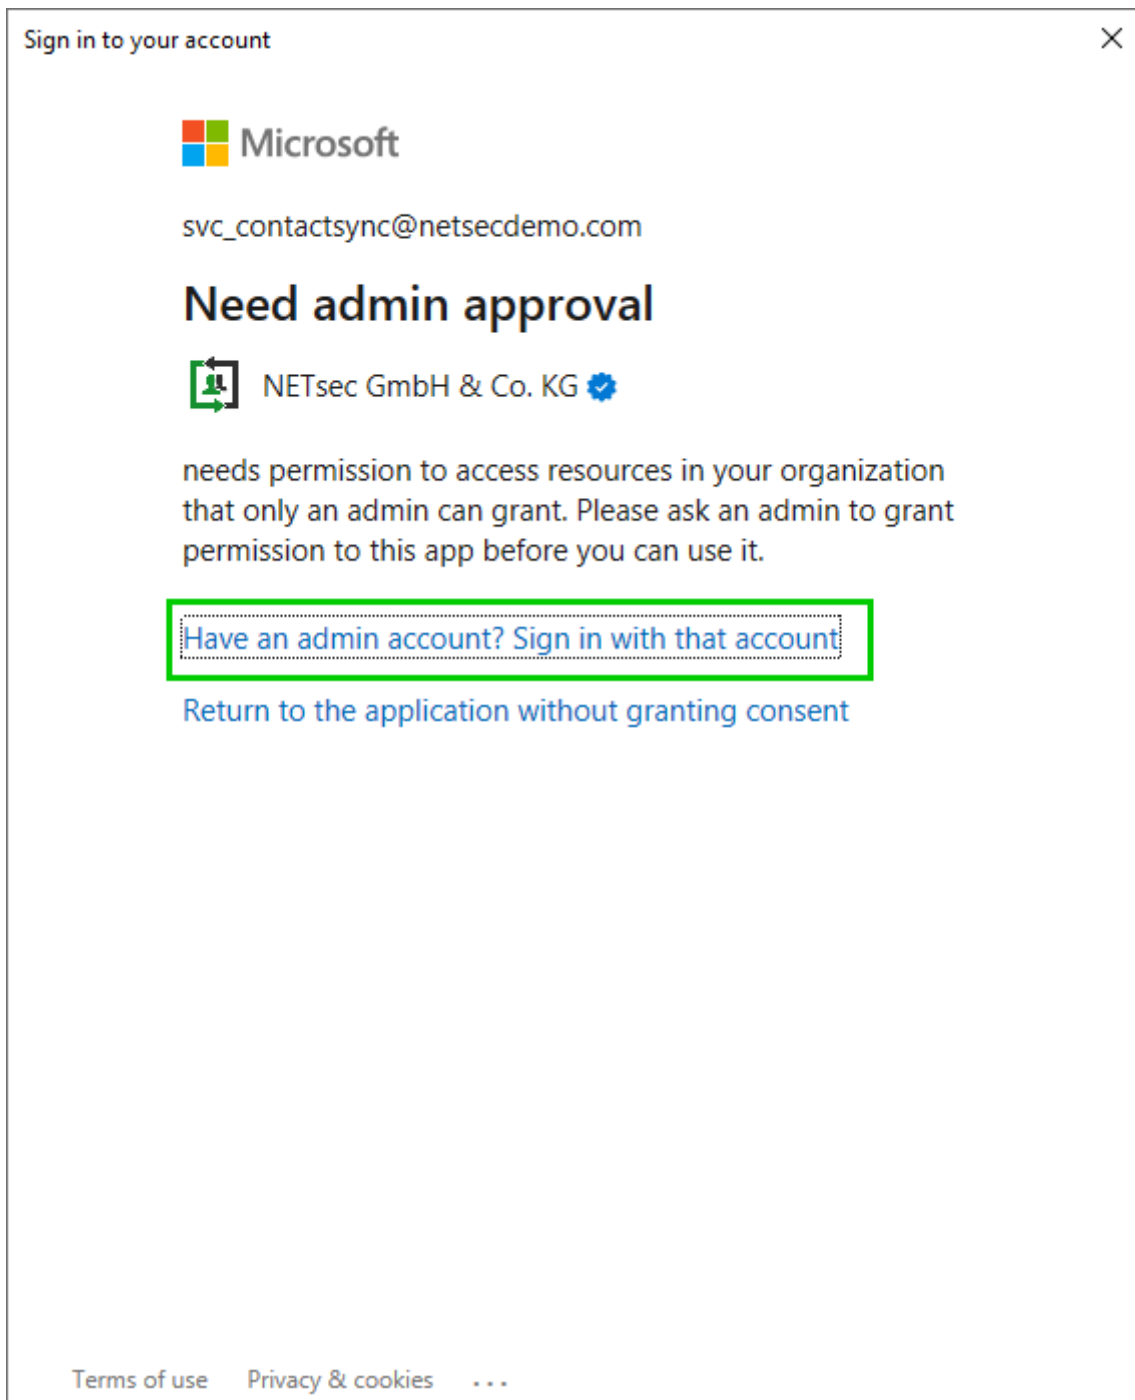 Sign in to your account
Microsoft
svc_contactsync@netsecdemo.com
Need admin approval
NETsec GmbH & Co. KG
needs permission to access resources in your organization
that only an admin can grant. Please ask an admin to grant
permission to this app before you can use it.
Have an admin account? Sign in with that account
Return to the application without granting consent
Terms of use Privacy & cookies ...